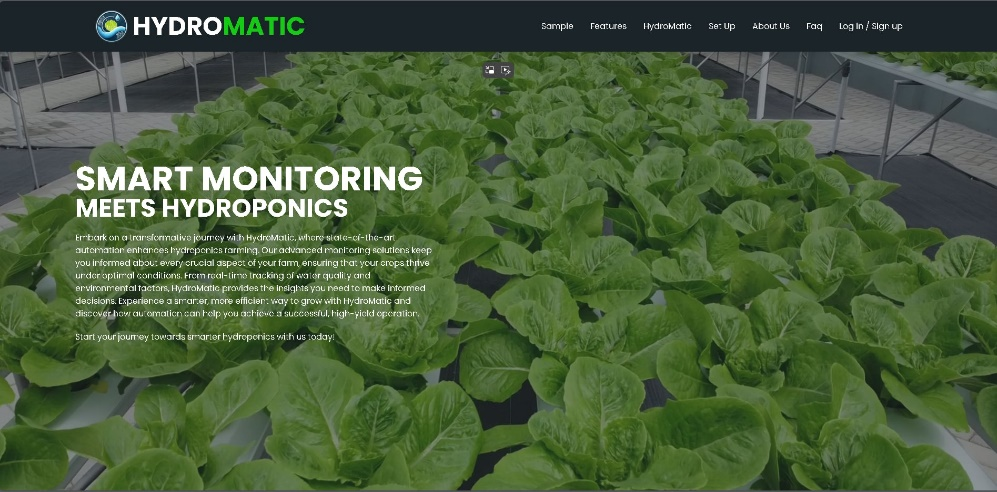 HYDROMATIC
Sample Features HydroMatic Set Up About Us Faq Log In / Sign up
SMART MONITORING
MEETS HYDROPONICS
Embark on a transformative journey with HydroMatic, where state-of-the-art
automation enhances hydroponics farming. Our advanced monitoring solutions keep
you informed about every crucial aspect of your farm, ensuring that your crops thrive
under optimal conditions. From real-time tracking of water quality and
environmental factors, HydroMatic provides the insights you need to make informed
decisions. Experience a smarter, more efficient way to grow with HydroMatic and
discover how automation can help you achieve a successful, high-yield operation.
Start your journey towards smarter hydroponics with us today!